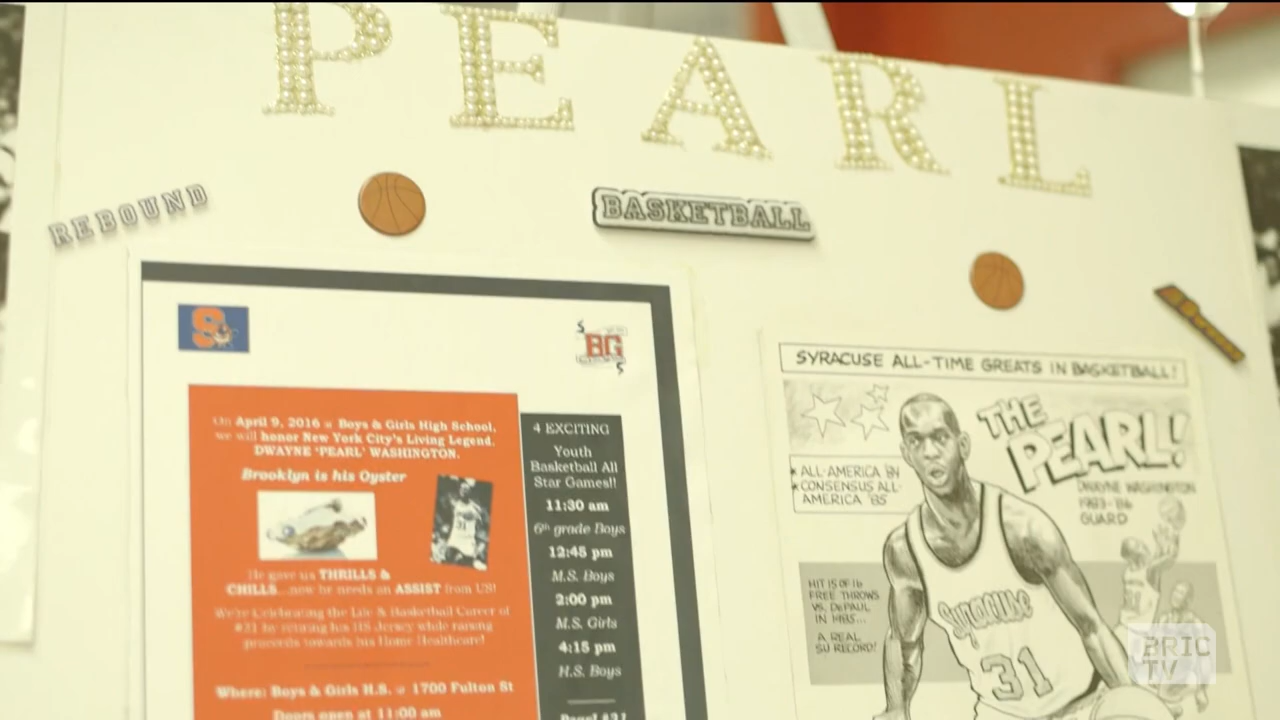 PEARL
REBOUND
BASKETBALL
S
BG
On April 9, 2016 @ Boys & Girls High School,
we will honor New York City's Living Legend,
DWAYNE 'PEARL' WASHINGTON.
Brooklyn is his Oyster
31
He gave us THRILLS &
CHILLS...now he needs an ASSIST from US!
We're Celebrating the Life & Basketball Career of
#31 by retiring his HS Jersey while raising
proceeds towards his Home Healthcare!
Where: Boys & Girls H.S. @ 1700 Fulton St
Doors open at 11:00 am
4 EXCITING
Youth
Basketball All
Star Games!!
11:30 am
6th grade Boys
12:45 pm
M.S. Boys
2:00 pm
M.S. Girls
4:15 pm
H.S. Boys
Pearl #31
SYRACUSE ALL-TIME GREATS IN BASKETBALL!
THE
PEARL!
DWAYNE WASHINGTON
1983-'86
GUARD
ALL-AMERICA '84
CONSENSUS ALL-
AMERICA '85
HIT 15 OF 16
FREE THROWS
VS. DePAUL
IN 1985...
A REAL
SU RECORD!
Syracuse
31
BRIC
TV